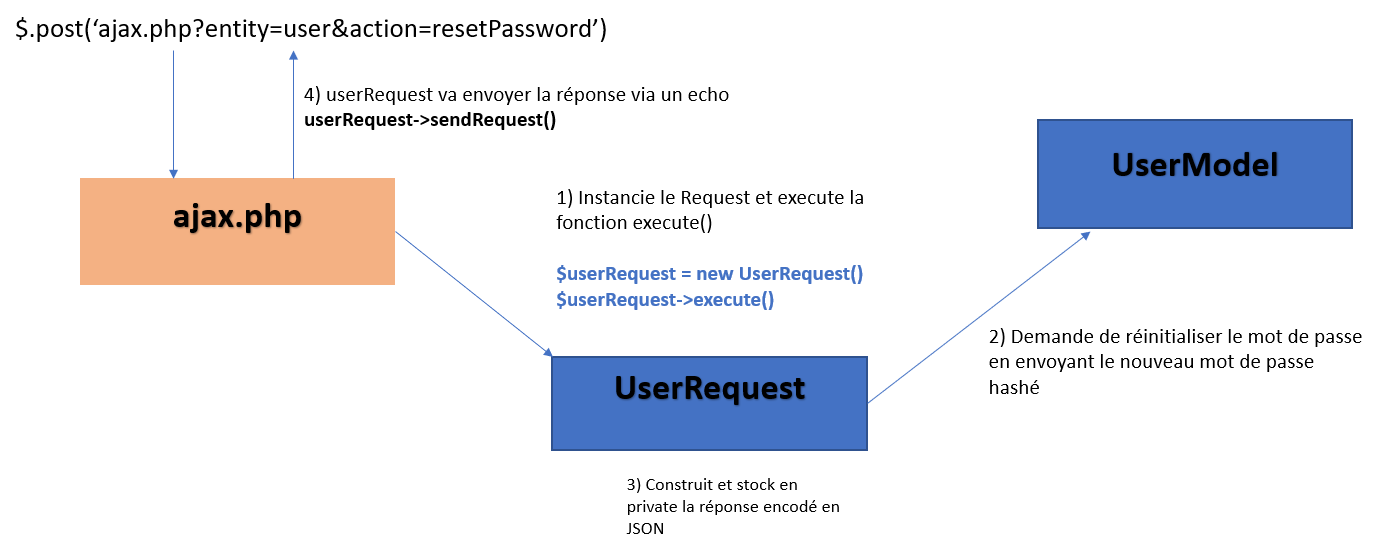 $.post(‘ajax.php?entity=user&action=resetPassword’)
4) userRequest va envoyer la réponse via un echo
userRequest->sendRequest()
ajax.php
1) Instancie le Request et execute la
fonction execute()
$userRequest = new UserRequest()
$userRequest->execute()
UserModel
2) Demande de réinitialiser le mot de passe
en envoyant le nouveau mot de passe
hashé
UserRequest
3) Construit et stock en
private la réponse encodé en
JSON